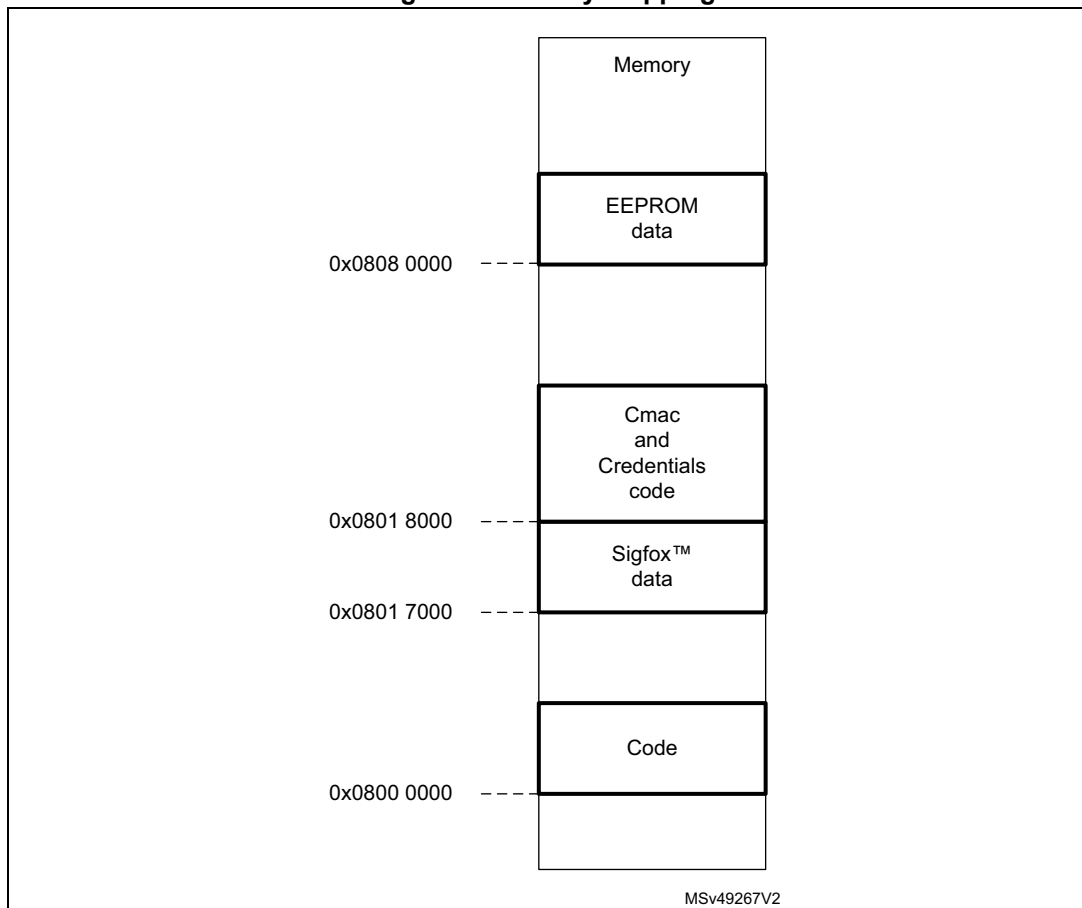 Memory
EEPROM
data
0x0808 0000
Cmac
and
Credentials
code
0x0801 8000
Sigfox™
data
0x0801 7000
Code
0x0800 0000
MSv49267V2